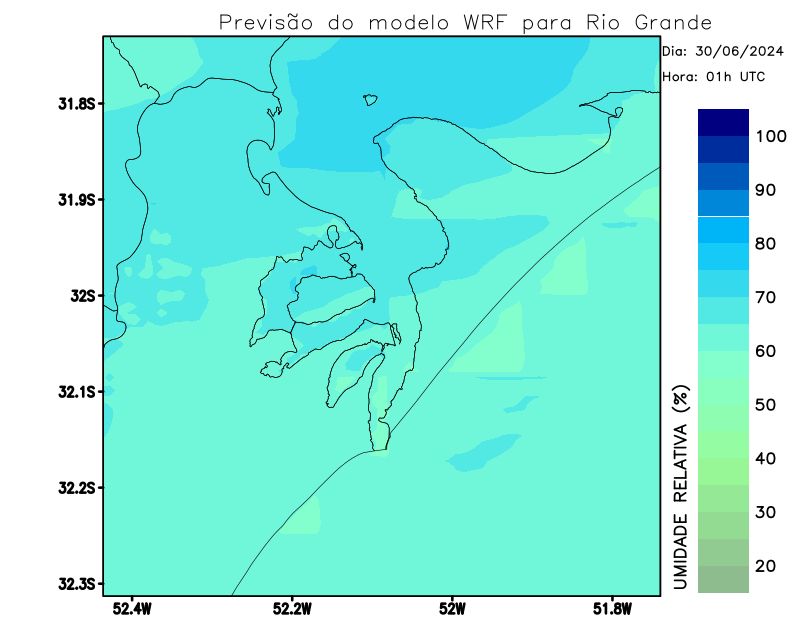 Previsão do modelo WRF para Rio Grande
Dia: 30/06/2024
Hora: 01h UTC
31.8S
31.9S
32S
32.1S
32.2S
32.3S
52.4W
52.2W
52W
51.8W
UMIDADE RELATIVA (%)
100
90
80
70
60
50
40
30
20